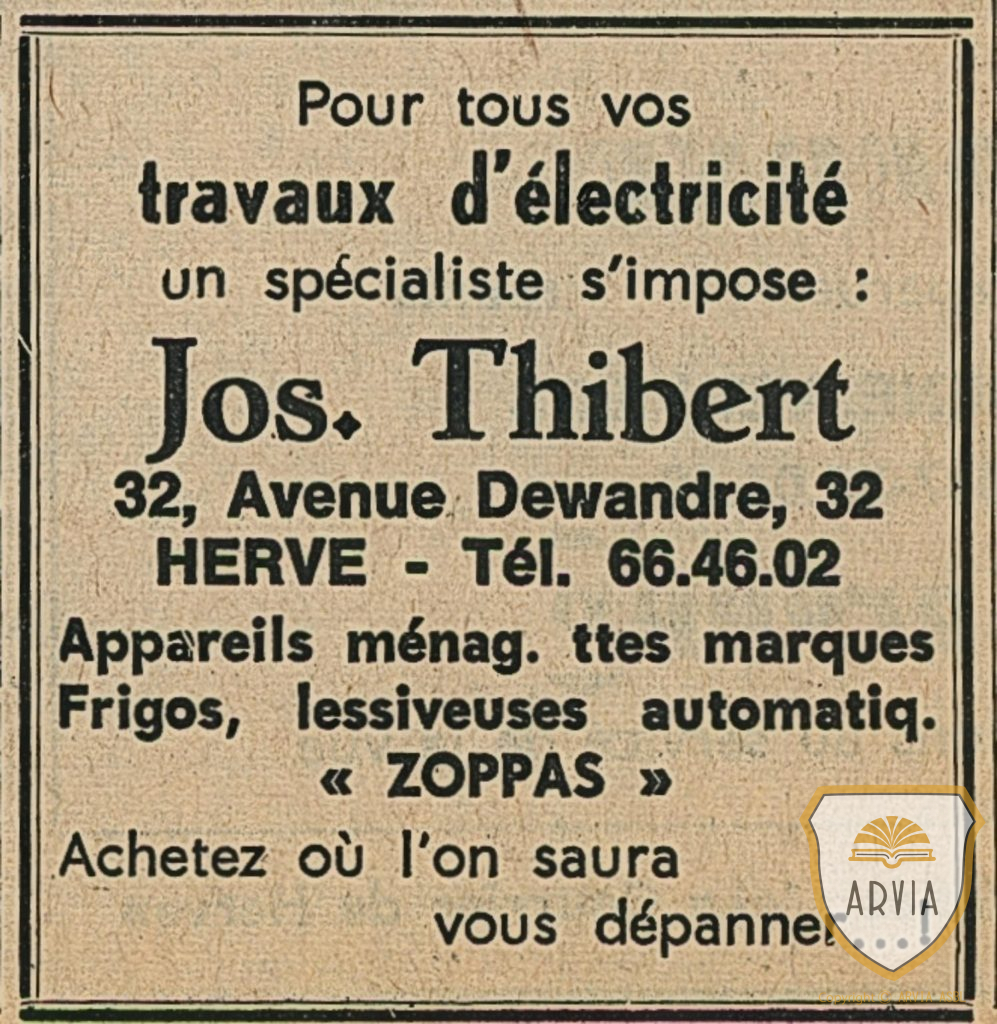 Pour tous vos
travaux d'électricité
un spécialiste s'impose :
Jos. Thibert
32, Avenue Dewandre, 32
HERVE - Tél. 66.46.02
Appareils ménag. ttes marques
Frigos, lessiveuses automatiq.
« ZOPPAS »
Achetez où l'on saura
vous dépanner ....!
ARVIA